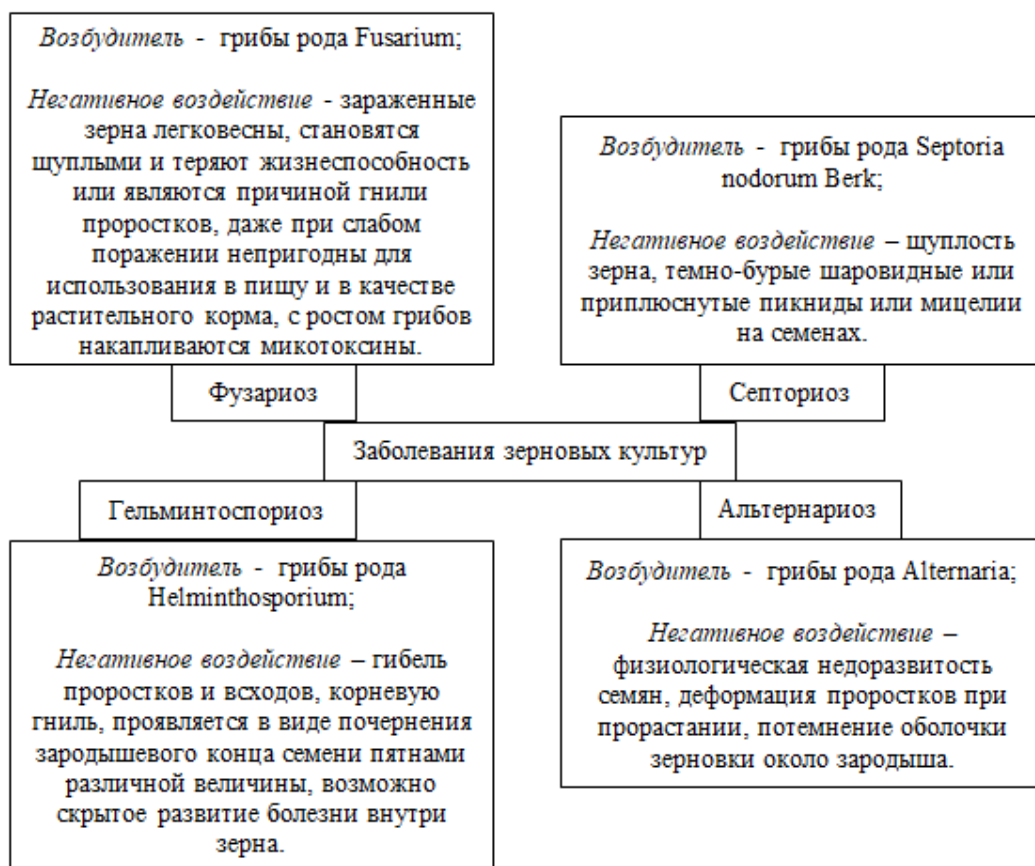 Возбудитель - грибы рода Fusarium;
Негативное воздействие - зараженные
зерна легковесны, становятся
щуплыми и теряют жизнеспособность
или являются причиной гнили
проростков, даже при слабом
поражении непригодны для
использования в пищу и в качестве
растительного корма, с ростом грибов
накапливаются микотоксины.
Фузариоз
Возбудитель - грибы рода Septoria
nodorum Berk;
Негативное воздействие – щуплость
зерна, темно-бурые шаровидные или
приплюснутые пикниды или мицелии
на семенах.
Септориоз
Заболевания зерновых культур
Гельминтоспориоз
Возбудитель - грибы рода
Helminthosporium;
Негативное воздействие – гибель
проростков и всходов, корневую
гниль, проявляется в виде почернения
зародышевого конца семени пятнами
различной величины, возможно
скрытое развитие болезни внутри
зерна.
Альтернариоз
Возбудитель - грибы рода Alternaria;
Негативное воздействие –
физиологическая недоразвитость
семян, деформация проростков при
прорастании, потемнение оболочки
зерновки около зародыша.